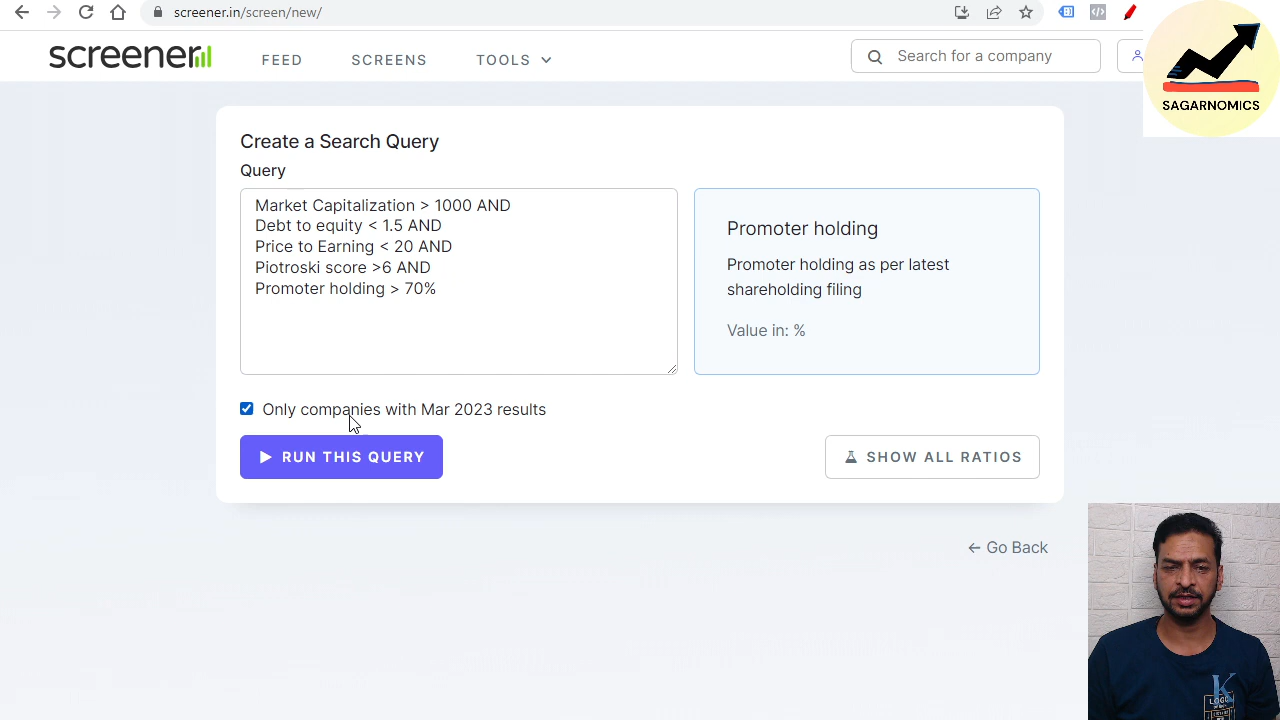 screener.in/screen/new/
screener
FEED
SCREENS
TOOLS
Search for a company
SAGARNOMICS
Create a Search Query
Query
Market Capitalization > 1000 AND
Debt to equity < 1.5 AND
Price to Earning < 20 AND
Piotroski score >6 AND
Promoter holding > 70%
Promoter holding
Promoter holding as per latest
shareholding filing
Value in: %
Only companies with Mar 2023 results
RUN THIS QUERY
SHOW ALL RATIOS
← Go Back
K
LOGO